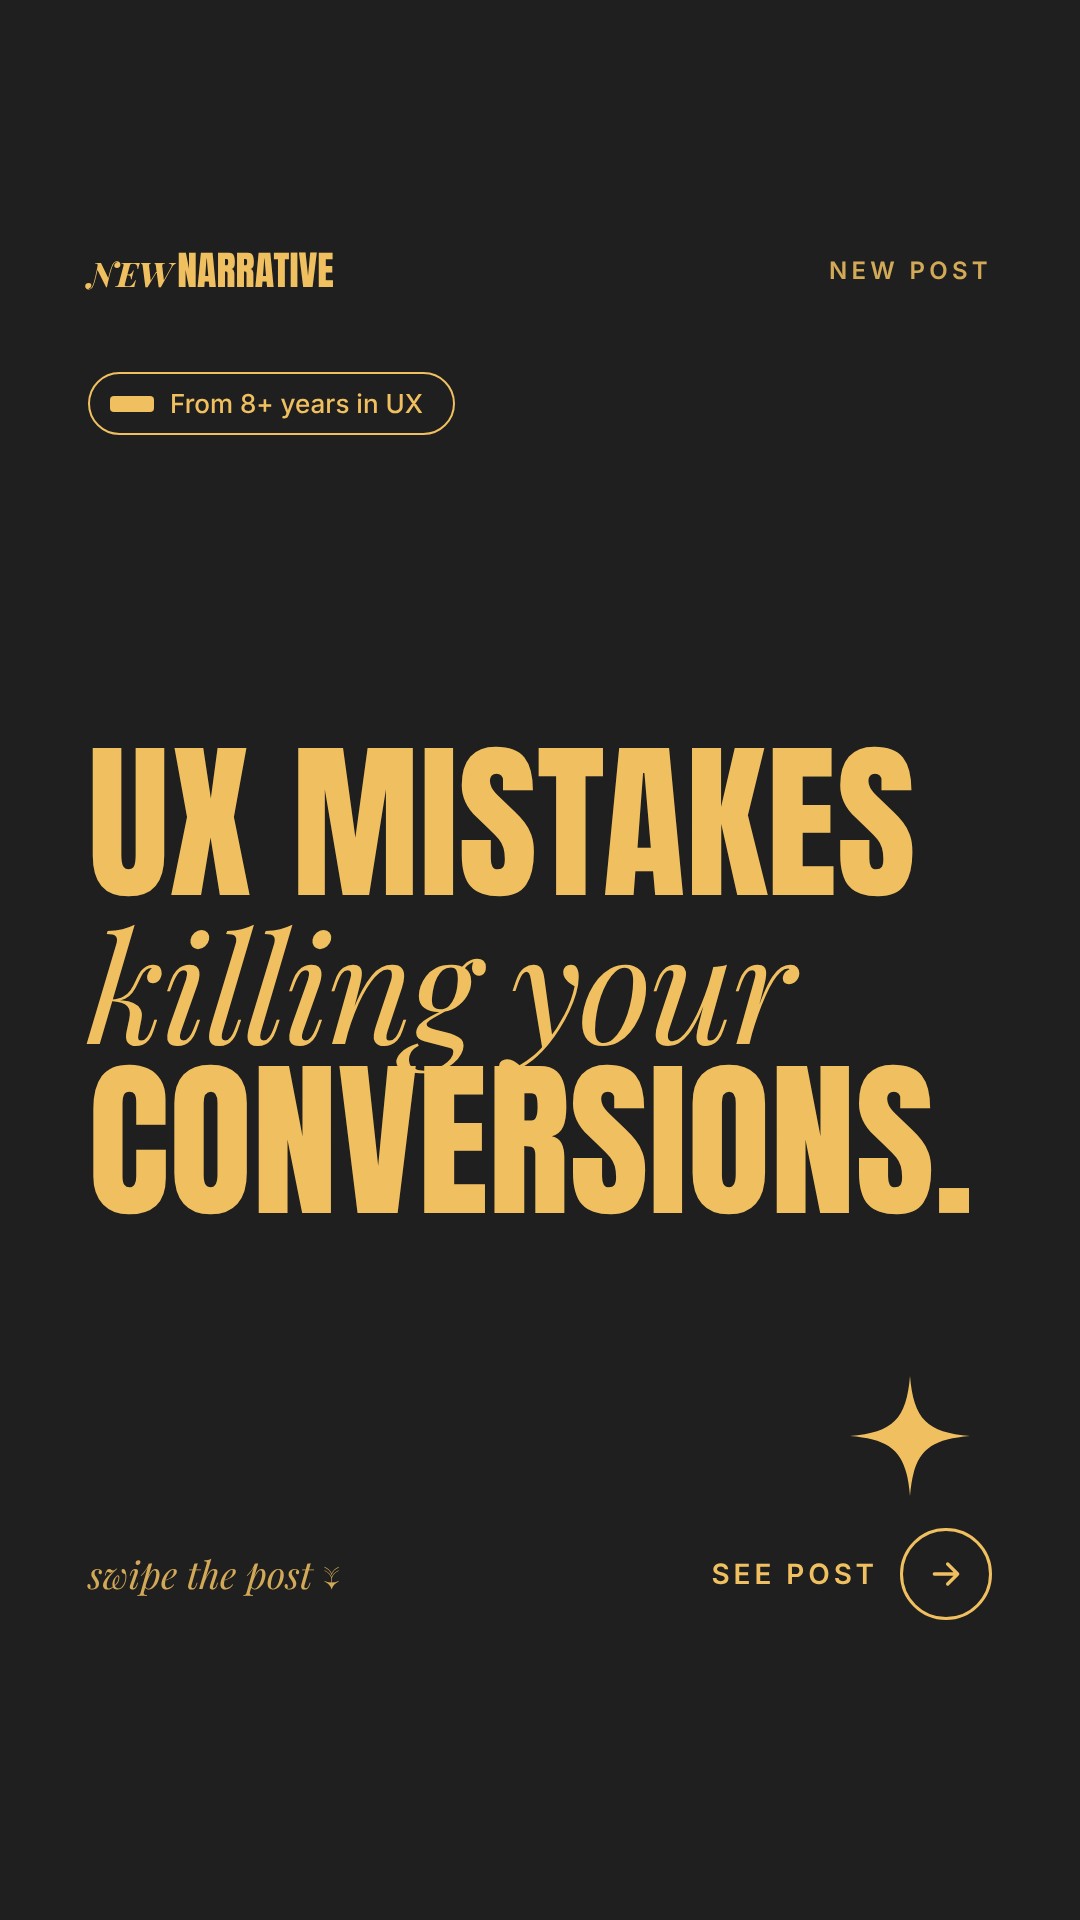 NEW NARRATIVE
NEW POST
From 8+ years in UX
UX MISTAKES
killing your
CONVERSIONS.
swipe the post
SEE POST